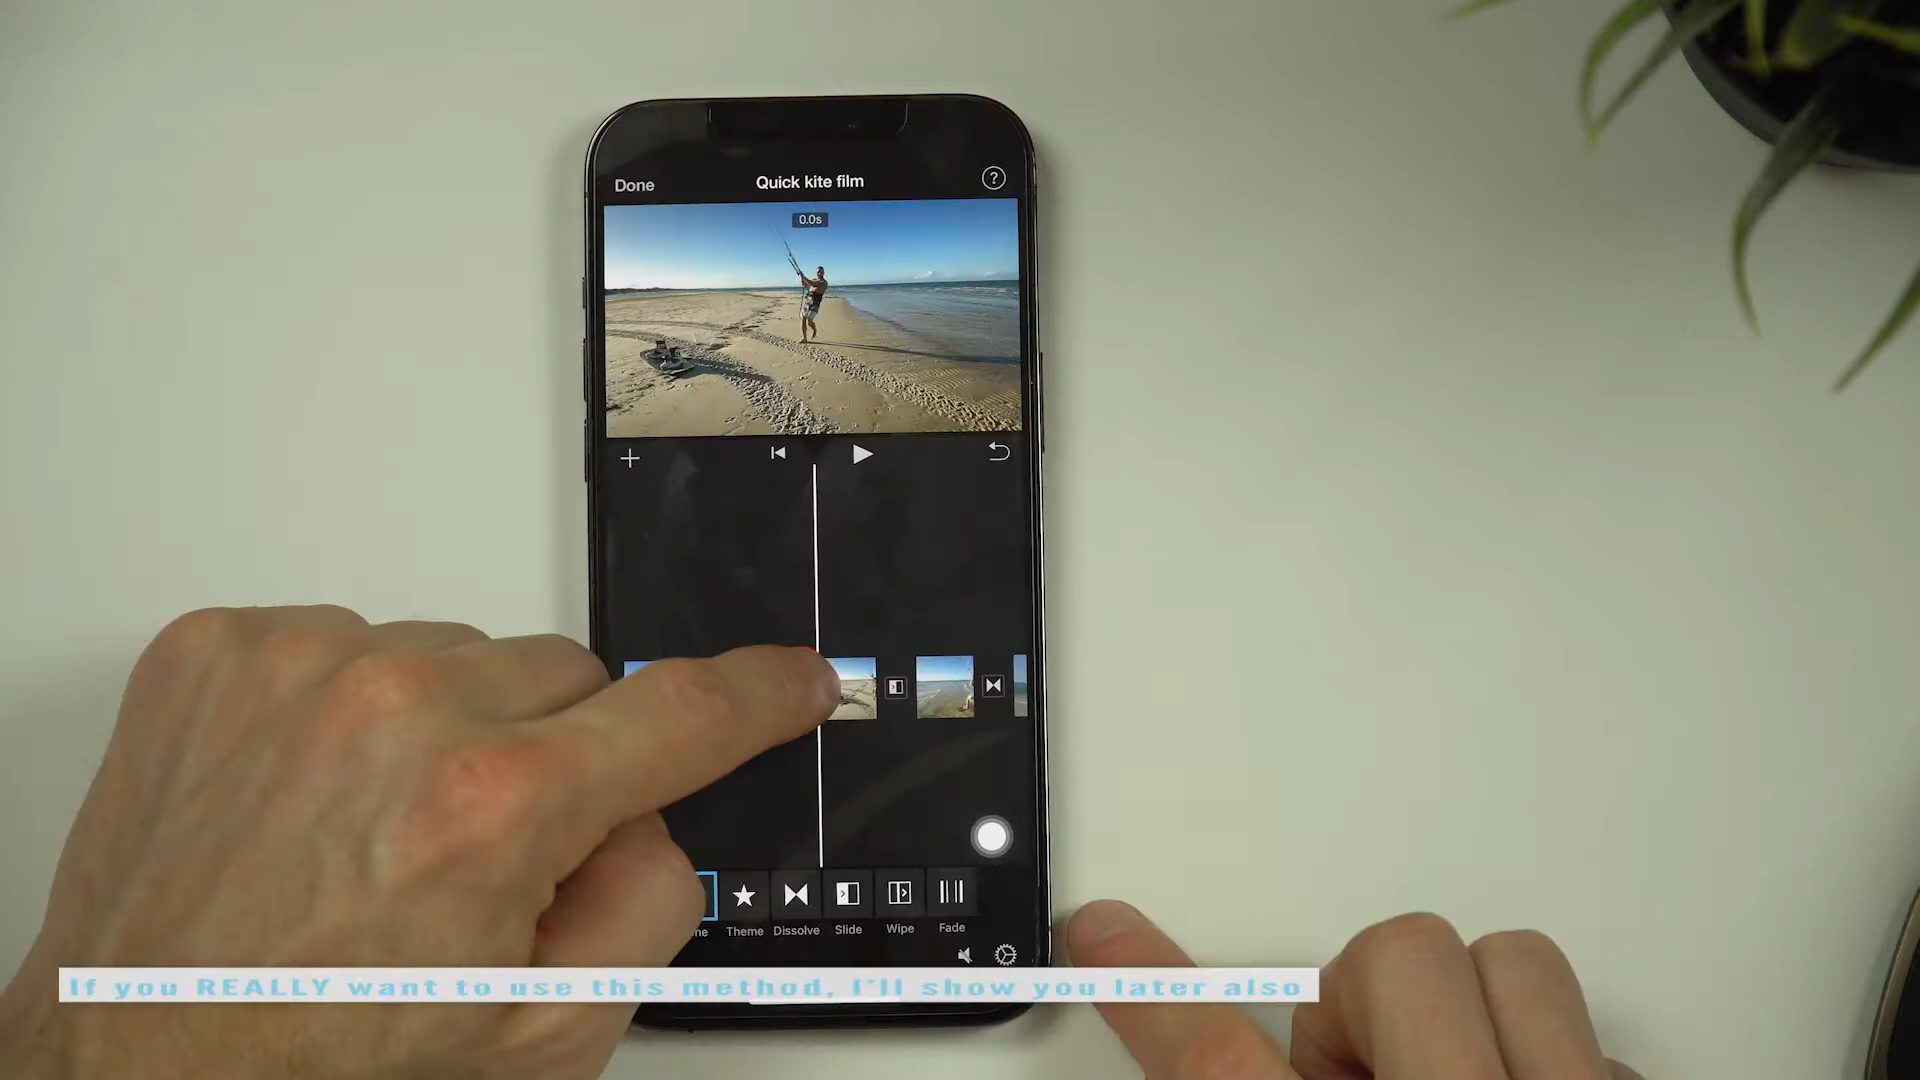 Done
Quick kite film
?
0.0s
Theme
Dissolve
Slide
Wipe
Fade
If you REALLY want to use this method, I'll show you later also